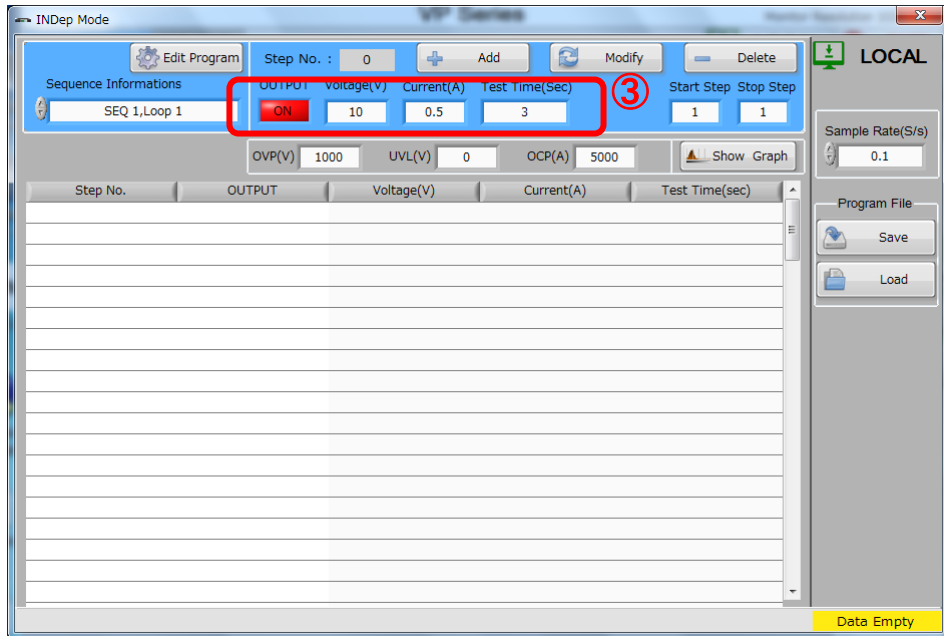 INDep Mode
VP Series
Edit Program
Step No. :
0
Add
Modify
Delete
LOCAL
Sequence Informations
OUTPUT
Voltage(V)
Current(A)
Test Time(Sec)
③
Start Step
Stop Step
SEQ 1,Loop 1
ON
10
0.5
3
1
1
Sample Rate(S/s)
0.1
OVP(V)
1000
UVL(V)
0
OCP(A)
5000
Show Graph
Step No.
OUTPUT
Voltage(V)
Current(A)
Test Time(sec)
Program File
Save
Load
Data Empty